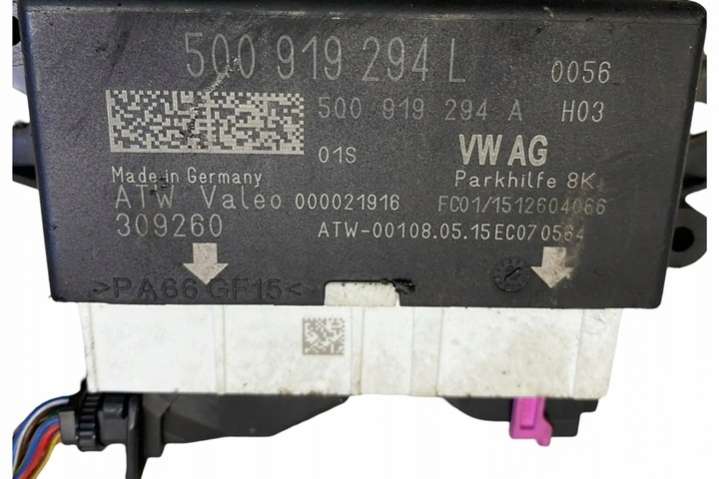 5Q0 919 294 L 0056
5Q0 919 294 A H03
01S VW AG
Made in Germany Parkhilfe 8K
ATW Valeo 000021916 FC01/1512604066
309260 ATW-00108.05.15EC070564
>PA66 GF15<